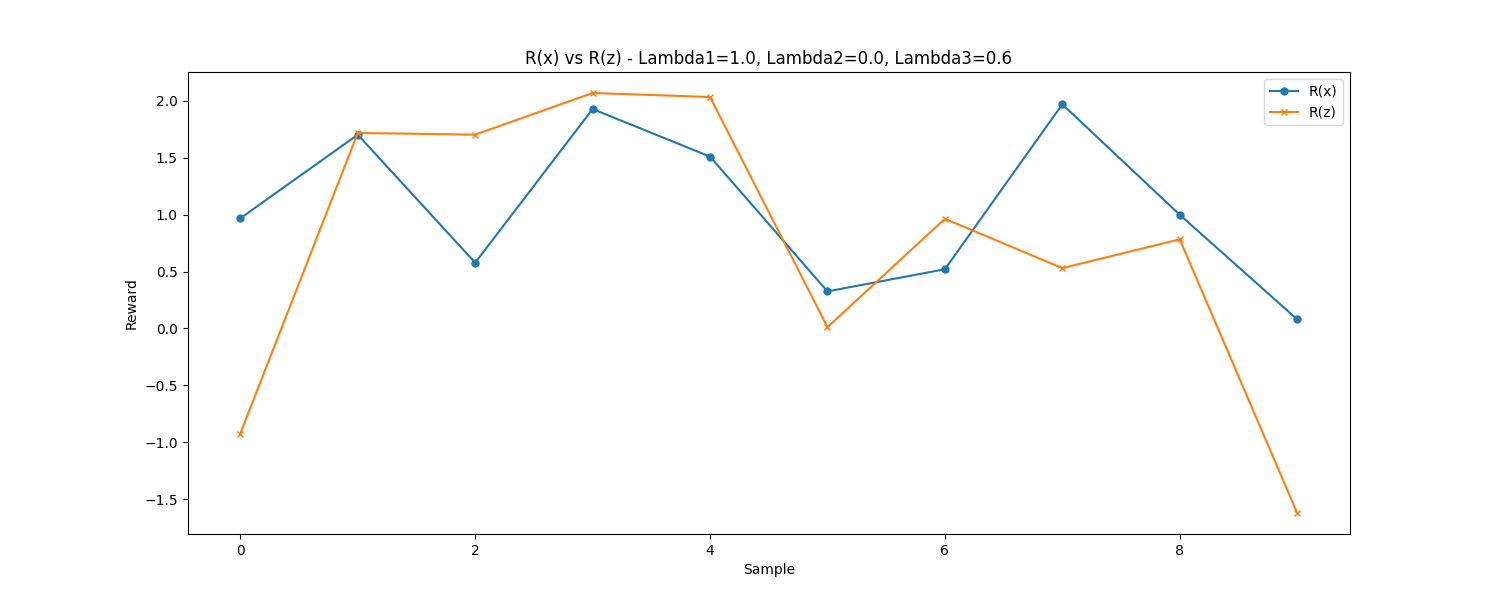 R(x) vs R(z) - Lambda1=1.0, Lambda2=0.0, Lambda3=0.6
R(x)
R(z)
2.0
1.5
1.0
0.5
0.0
−0.5
−1.0
−1.5
Reward
0 2 4 6 8
Sample